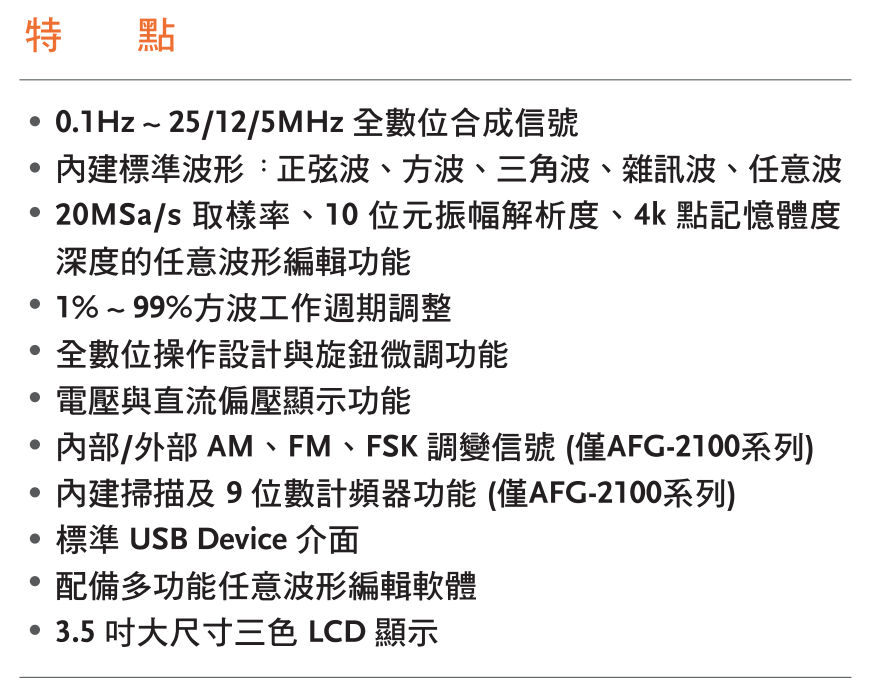 特 點
• 0.1Hz ~ 25/12/5MHz 全數位合成信號
• 內建標準波形：正弦波、方波、三角波、雜訊波、任意波
• 20MSa/s 取樣率、10 位元振幅解析度、4k 點記憶體度
深度的任意波形編輯功能
• 1% ~ 99%方波工作週期調整
• 全數位操作設計與旋鈕微調功能
• 電壓與直流偏壓顯示功能
• 內部/外部 AM、FM、FSK 調變信號 (僅AFG-2100系列)
• 內建掃描及 9 位數計頻器功能 (僅AFG-2100系列)
• 標準 USB Device 介面
• 配備多功能任意波形編輯軟體
• 3.5 吋大尺寸三色 LCD 顯示